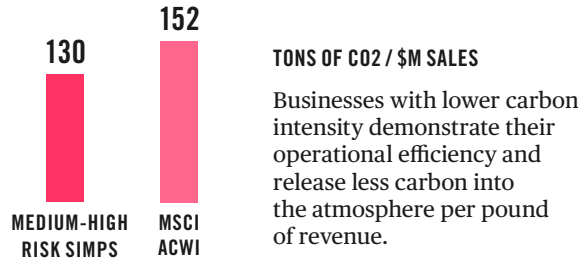 152
130
MEDIUM-HIGH
RISK SIMPS
MSCI
ACWI
TONS OF CO2 / $M SALES
Businesses with lower carbon
intensity demonstrate their
operational efficiency and
release less carbon into
the atmosphere per pound
of revenue.